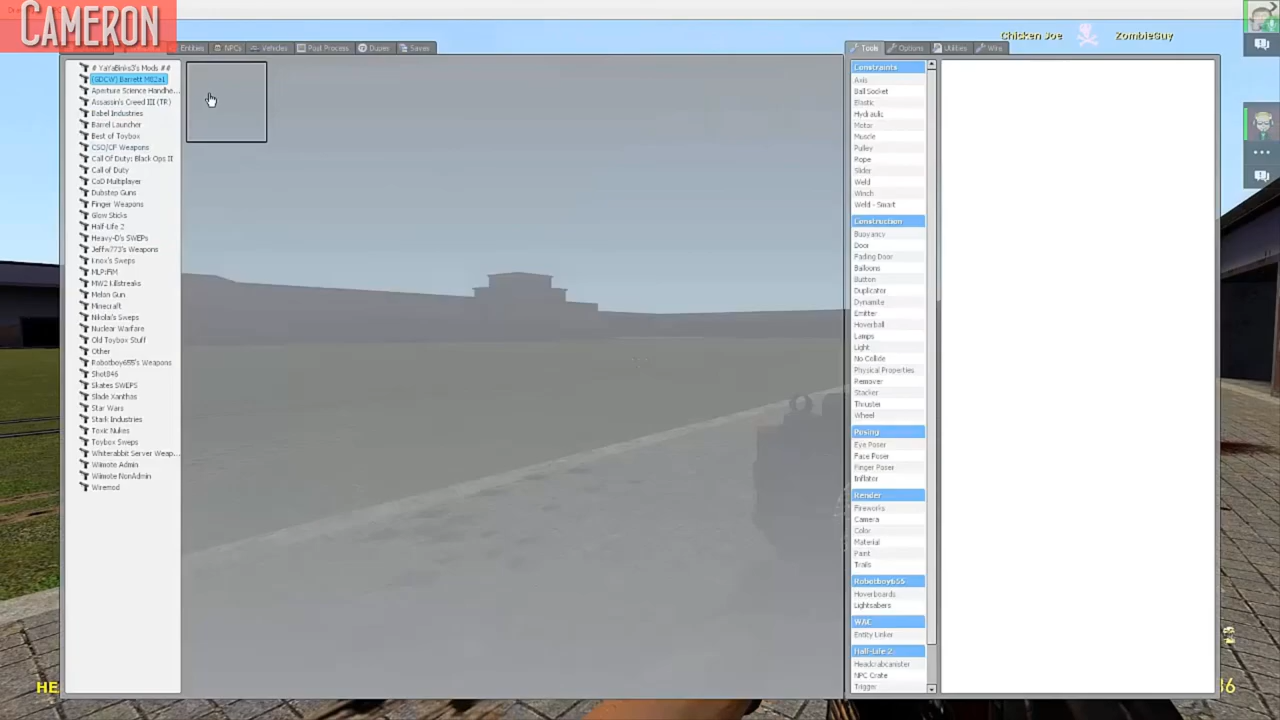 CAMERON
Chicken Joe
ZombieGuy
Entities
NPCs
Vehicles
Post Process
Dupes
Saves
Tools
Options
Utilities
Wire
# YaYaBinks3's Mods ##
(GDCW) Barrett M82a1
Aperture Science Handhe...
Assassin's Creed III (TR)
Babel Industries
Barrel Launcher
Best of Toybox
CSO/CF Weapons
Call Of Duty: Black Ops II
Call of Duty
CoD Multiplayer
Dubstep Guns
Finger Weapons
Glow Sticks
Half-Life 2
Heavy-D's SWEPs
Jeffw773's Weapons
Knox's Sweps
MLP:FiM
MW2 Killstreaks
Melon Gun
Minecraft
Nikolai's Sweps
Nuclear Warfare
Old Toybox Stuff
Other
Robotboy655's Weapons
Shot846
Skates SWEPS
Slade Xanthas
Star Wars
Stark Industries
Toxic Nukes
Toybox Sweps
Whiterabbit Server Weap...
Wiimote Admin
Wiimote NonAdmin
Wiremod
Constraints
Axis
Ball Socket
Elastic
Hydraulic
Motor
Muscle
Pulley
Rope
Slider
Weld
Winch
Weld - Smart
Construction
Buoyancy
Door
Fading Door
Balloons
Button
Duplicator
Dynamite
Emitter
Hoverball
Lamps
Light
No Collide
Physical Properties
Remover
Stacker
Thruster
Wheel
Posing
Eye Poser
Face Poser
Finger Poser
Inflator
Render
Fireworks
Camera
Color
Material
Paint
Trails
Robotboy655
Hoverboards
Lightsabers
WAC
Entity Linker
Half-Life 2
Headcrabcanister
NPC Crate
Trigger
HE